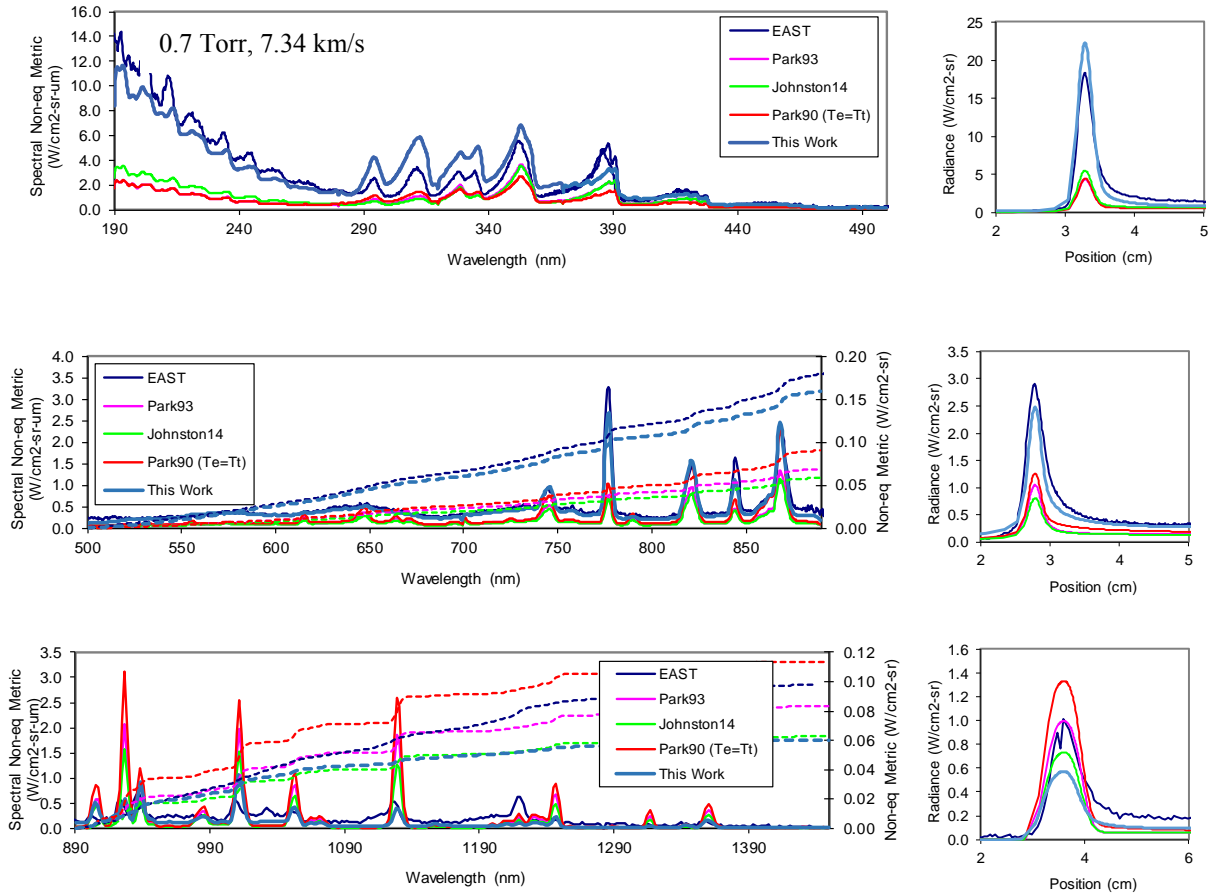 0.7 Torr, 7.34 km/s
Spectral Non-eq Metric
(W/cm2-sr-um)
16.0
14.0
12.0
10.0
8.0
6.0
4.0
2.0
0.0
190
240
290
340
390
440
490
Wavelength (nm)
EAST
Park93
Johnston14
Park90 (Te=Tt)
This Work
Radiance (W/cm2-sr)
25
20
15
10
5
0
2
3
4
5
Position (cm)
Spectral Non-eq Metric
(W/cm2-sr-um)
4.0
3.5
3.0
2.5
2.0
1.5
1.0
0.5
0.0
500
550
600
650
700
750
800
850
Wavelength (nm)
EAST
Park93
Johnston14
Park90 (Te=Tt)
This Work
0.20
0.15
0.10
0.05
0.00
Non-eq Metric (W/cm2-sr)
Radiance (W/cm2-sr)
3.5
3.0
2.5
2.0
1.5
1.0
0.5
0.0
2
3
4
5
Position (cm)
Spectral Non-eq Metric
(W/cm2-sr-um)
3.5
3.0
2.5
2.0
1.5
1.0
0.5
0.0
890
990
1090
1190
1290
1390
Wavelength (nm)
EAST
Park93
Johnston14
Park90 (Te=Tt)
This Work
0.12
0.10
0.08
0.06
0.04
0.02
0.00
Non-eq Metric (W/cm2-sr)
Radiance (W/cm2-sr)
1.6
1.4
1.2
1.0
0.8
0.6
0.4
0.2
0.0
2
4
6
Position (cm)